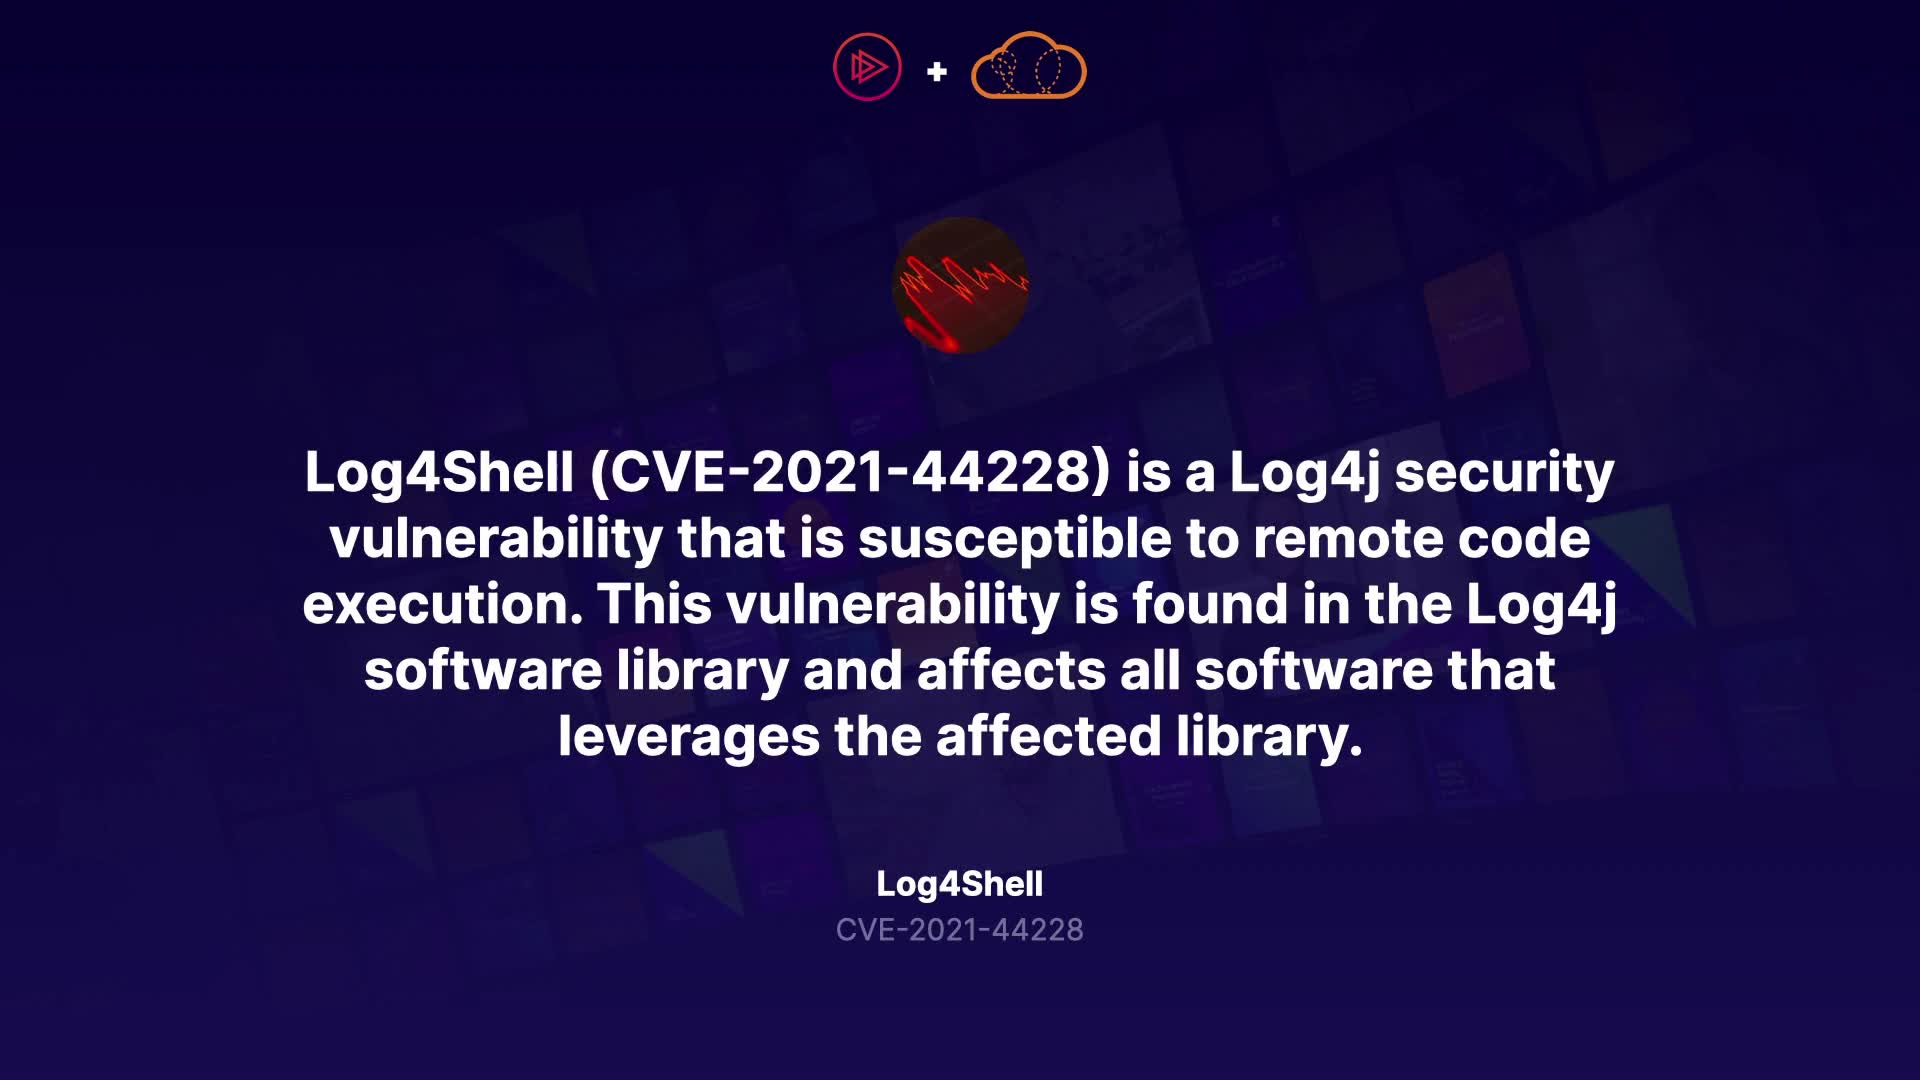 +
Log4Shell (CVE-2021-44228) is a Log4j security
vulnerability that is susceptible to remote code
execution. This vulnerability is found in the Log4j
software library and affects all software that
leverages the affected library.
Log4Shell
CVE-2021-44228